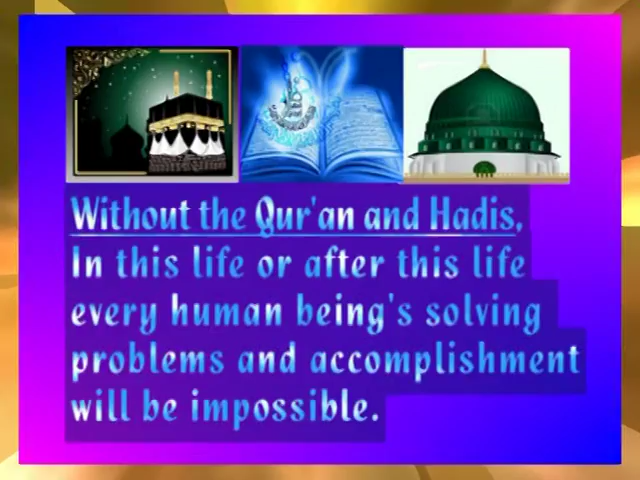 Without the Qur'an and Hadis,
In this life or after this life
every human being's solving
problems and accomplishment
will be impossible.